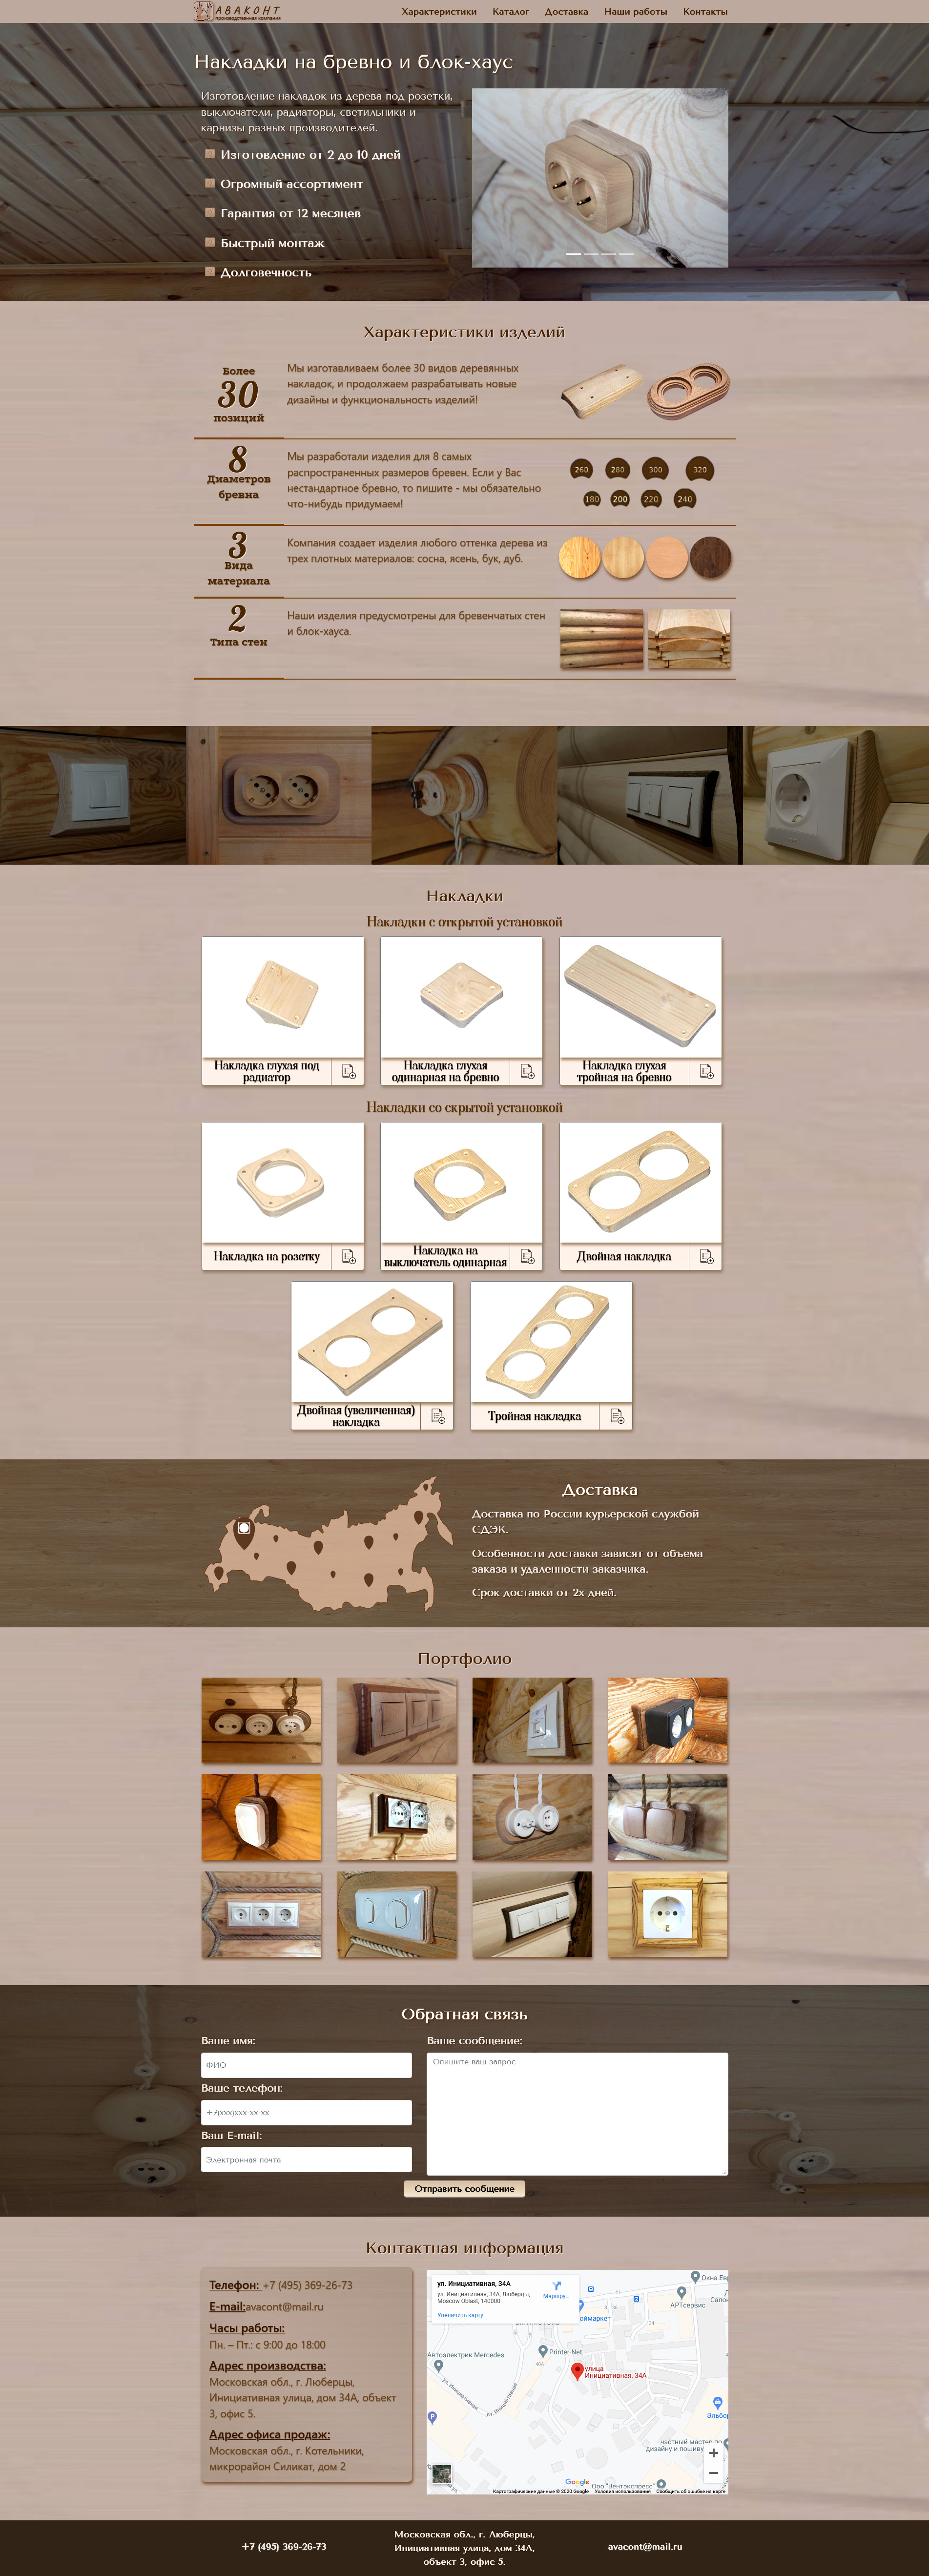 АВАКОНТ
производственная компания
Характеристики Каталог Доставка Наши работы Контакты
Накладки на бревно и блок-хаус
Изготовление накладок из дерева под розетки,
выключатели, радиаторы, светильники и
карнизы разных производителей.
Изготовление от 2 до 10 дней
Огромный ассортимент
Гарантия от 12 месяцев
Быстрый монтаж
Долговечность
Характеристики изделий
Более
30
позиций
Мы изготавливаем более 30 видов деревянных
накладок, и продолжаем разрабатывать новые
дизайны и функциональность изделий!
8
Диаметров
бревна
Мы разработали изделия для 8 самых
распространенных размеров бревен. Если у Вас
нестандартное бревно, то пишите - мы обязательно
что-нибудь придумаем!
260 280 300 320
180 200 220 240
3
Вида
материала
Компания создает изделия любого оттенка дерева из
трех плотных материалов: сосна, ясень, бук, дуб.
2
Типа стен
Наши изделия предусмотрены для бревенчатых стен
и блок-хауса.
Накладки
Накладки с открытой установкой
Накладка глухая под
радиатор
Накладка глухая
одинарная на бревно
Накладка глухая
тройная на бревно
Накладки со скрытой установкой
Накладка на розетку
Накладка на
выключатель одинарная
Двойная накладка
Двойная (увеличенная)
накладка
Тройная накладка
Доставка
Доставка по России курьерской службой
СДЭК.
Особенности доставки зависят от объема
заказа и удаленности заказчика.
Срок доставки от 2х дней.
Портфолио
Обратная связь
Ваше имя:
ФИО
Ваше телефон:
+7(xxx)xxx-xx-xx
Ваш E-mail:
Электронная почта
Ваше сообщение:
Опишите ваш запрос
Отправить сообщение
Контактная информация
Телефон: +7 (495) 369-26-73
E-mail:avacont@mail.ru
Часы работы:
Пн. – Пт.: с 9:00 до 18:00
Адрес производства:
Московская обл., г. Люберцы,
Инициативная улица, дом 34А, объект
3, офис 5.
Адрес офиса продаж:
Московская обл., г. Котельники,
микрорайон Силикат, дом 2
ул. Инициативная, 34А
ул. Инициативная, 34А, Люберцы,
Moscow Oblast, 140000
Маршру...
Увеличить карту
АРТсервис
Автоэлектрик Mercedes
Printer-Net
40А
улица
Инициативная, 34А
ул. Инициативная
ул. Инициативная
частный мастер по
дизайну и пошиву
Google
Картографические данные © 2020 Google Условия использования Сообщить об ошибке на карте
+7 (495) 369-26-73
Московская обл., г. Люберцы,
Инициативная улица, дом 34А,
объект 3, офис 5.
avacont@mail.ru